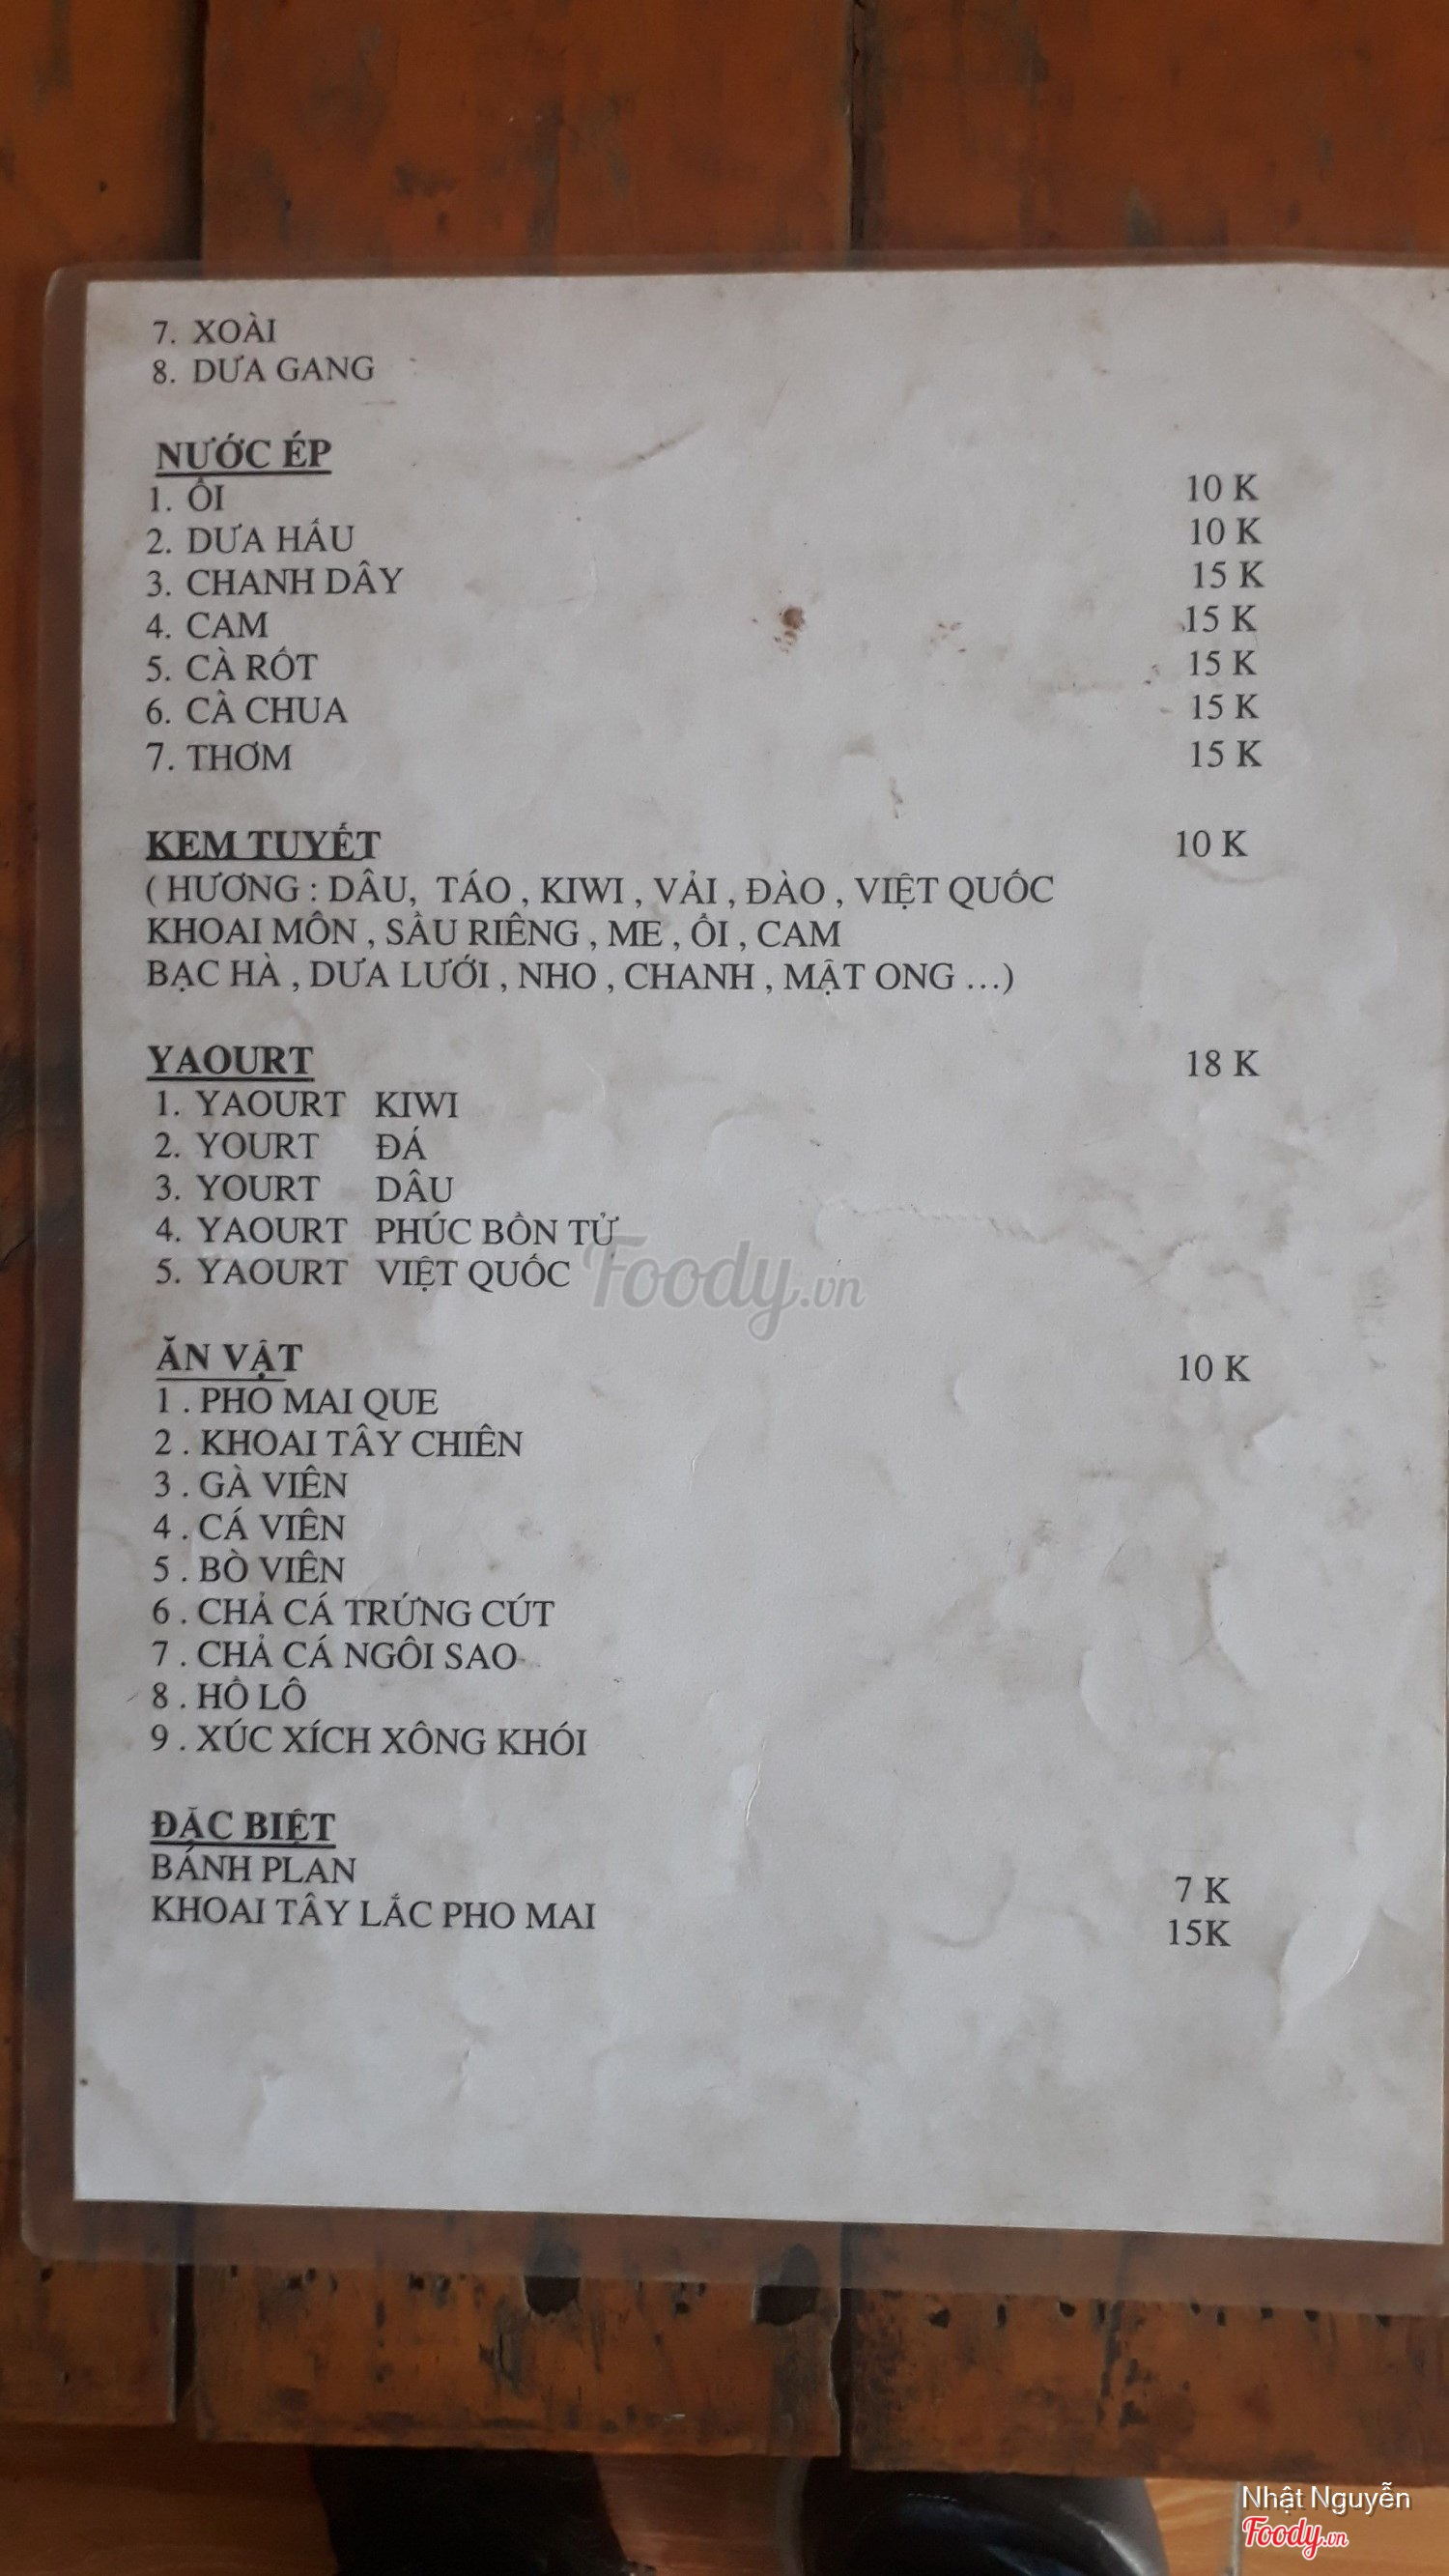 7. XOÀI
8. DƯA GANG
NƯỚC ÉP
1. ỔI 10 K
2. DƯA HẤU 10 K
3. CHANH DÂY 15 K
4. CAM 15 K
5. CÀ RỐT 15 K
6. CÀ CHUA 15 K
7. THƠM 15 K
KEM TUYẾT 10 K
( HƯƠNG : DÂU, TÁO , KIWI , VẢI , ĐÀO , VIỆT QUỐC
KHOAI MÔN , SẦU RIÊNG , ME , ỔI , CAM
BẠC HÀ , DƯA LƯỚI , NHO , CHANH , MẬT ONG ...)
YAOURT 18 K
1. YAOURT KIWI
2. YOURT ĐÁ
3. YOURT DÂU
4. YAOURT PHÚC BỒN TỬ
5. YAOURT VIỆT QUỐC
Foody.vn
ĂN VẬT 10 K
1 . PHO MAI QUE
2 . KHOAI TÂY CHIÊN
3 . GÀ VIÊN
4 . CÁ VIÊN
5 . BÒ VIÊN
6 . CHẢ CÁ TRỨNG CÚT
7 . CHẢ CÁ NGÔI SAO
8 . HỒ LÔ
9 . XÚC XÍCH XÔNG KHÓI
ĐẶC BIỆT
BÁNH PLAN 7 K
KHOAI TÂY LẮC PHO MAI 15K
Nhật Nguyễn
Foody.vn